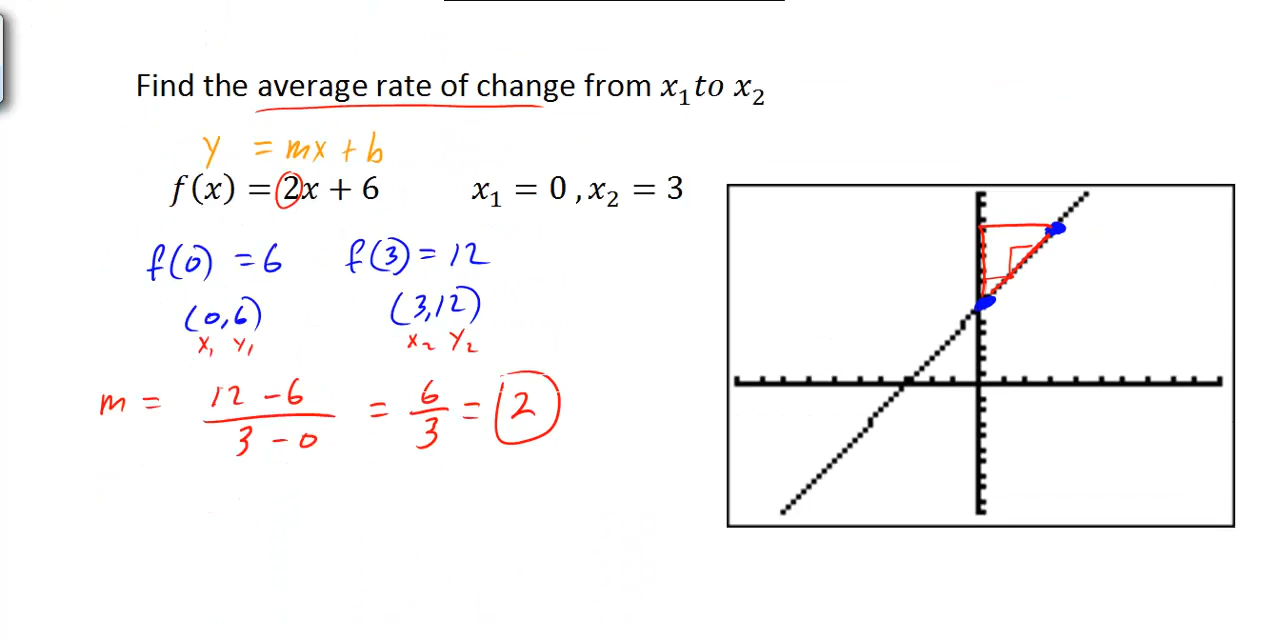 Find the average rate of change from x₁ to x₂
y = mx + b
f(x) = 2x + 6 x₁ = 0 , x₂ = 3
f(0) = 6 f(3) = 12
(0,6) (3,12)
x₁ y₁ x₂ y₂
m = (12 - 6)/(3 - 0) = 6/3 = 2